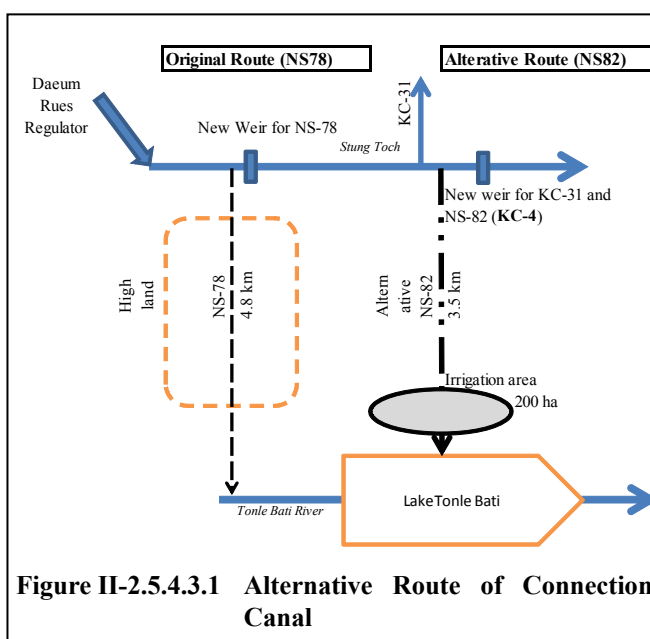 Original Route (NS78)
Alterative Route (NS82)
Daeum
Rues
Regulator
KC-31
New Weir for NS-78
Stung Toch
New weir for KC-31 and
NS-82 (KC-4)
High
land
NS-78
4.8 km
Altern
ative
NS-82
3.5 km
Irrigation area
200 ha
LakeTonle Bati
Tonle Bati River
Figure II-2.5.4.3.1 Alternative Route of Connection
Canal